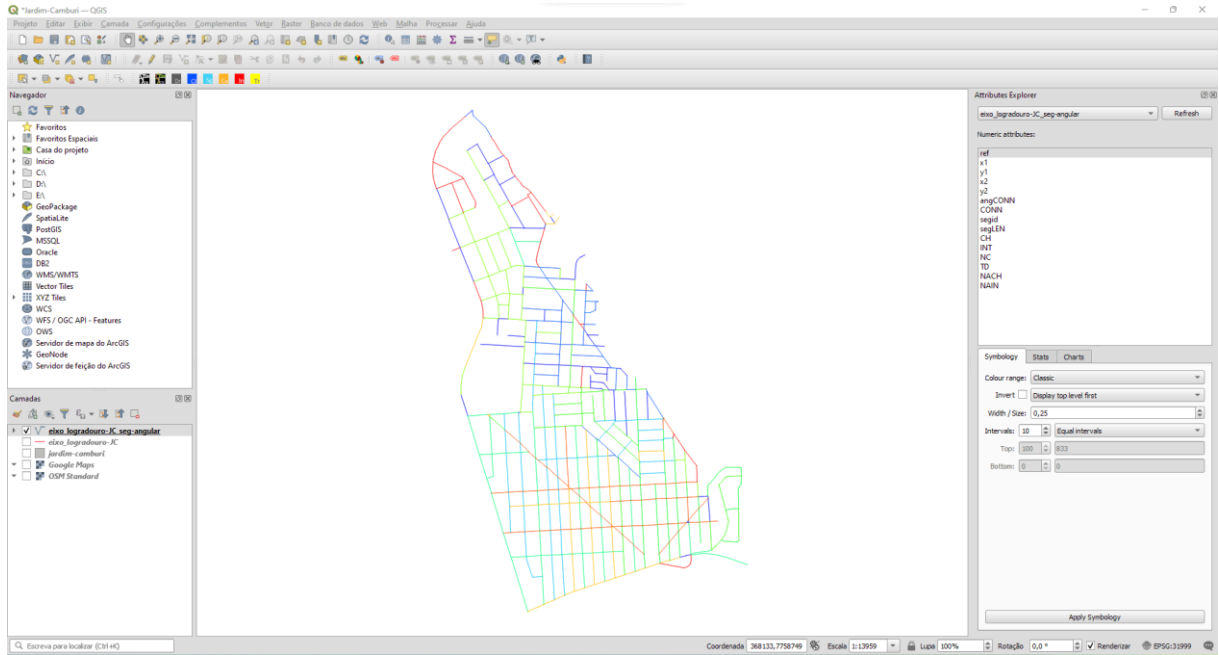 *Jardim-Camburi — QGIS
Projeto Editar Exibir Camada Configurações Complementos Vetor Raster Banco de dados Web Malha Processar Ajuda
Navegador
Favoritos
Favoritos Espaciais
Casa do projeto
Início
C:\
D:\
E:\
GeoPackage
SpatiaLite
PostGIS
MSSQL
Oracle
DB2
WMS/WMTS
Vector Tiles
XYZ Tiles
WCS
WFS / OGC API - Features
OWS
Servidor de mapa do ArcGIS
GeoNode
Servidor de feição do ArcGIS
Camadas
eixo_logradouro-JC_seg-angular
eixo_logradouro-JC
jardim-camburi
Google Maps
OSM Standard
Attributes Explorer
eixo_logradouro-JC_seg-angular Refresh
Numeric attributes:
ref
x1
y1
x2
y2
angCONN
CONN
segid
segLEN
CH
INT
NC
TD
NACH
NAIN
Symbology Stats Charts
Colour range: Classic
Invert Display top level first
Width / Size: 0,25
Intervals: 10 Equal intervals
Top: 100 833
Bottom: 0 0
Apply Symbology
Escreva para localizar (Ctrl+K)
Coordenada 368133,7758749 Escala 1:13959 Lupa 100% Rotação 0,0 ° Renderizar EPSG:31999